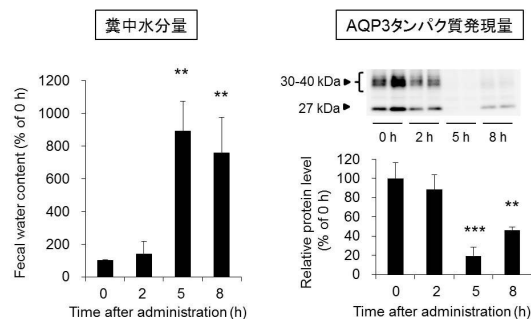 糞中水分量
Fecal water content (% of 0 h)
1400
1200
1000
800
600
400
200
0
**
**
0 2 5 8
Time after administration (h)
AQP3タンパク質発現量
30-40 kDa
27 kDa
0 h 2 h 5 h 8 h
Relative protein level
(% of 0 h)
120
100
80
60
40
20
0
***
**
0 2 5 8
Time after administration (h)